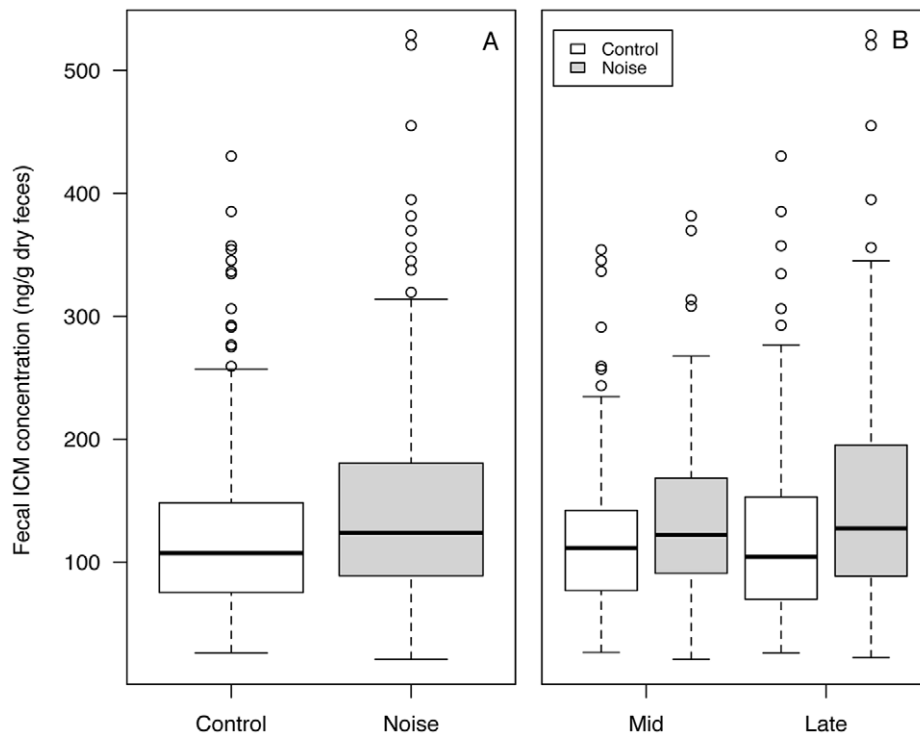 Fecal ICM concentration (ng/g dry feces)
500
400
300
200
100
A
Control
Noise
B
Control
Noise
Mid
Late